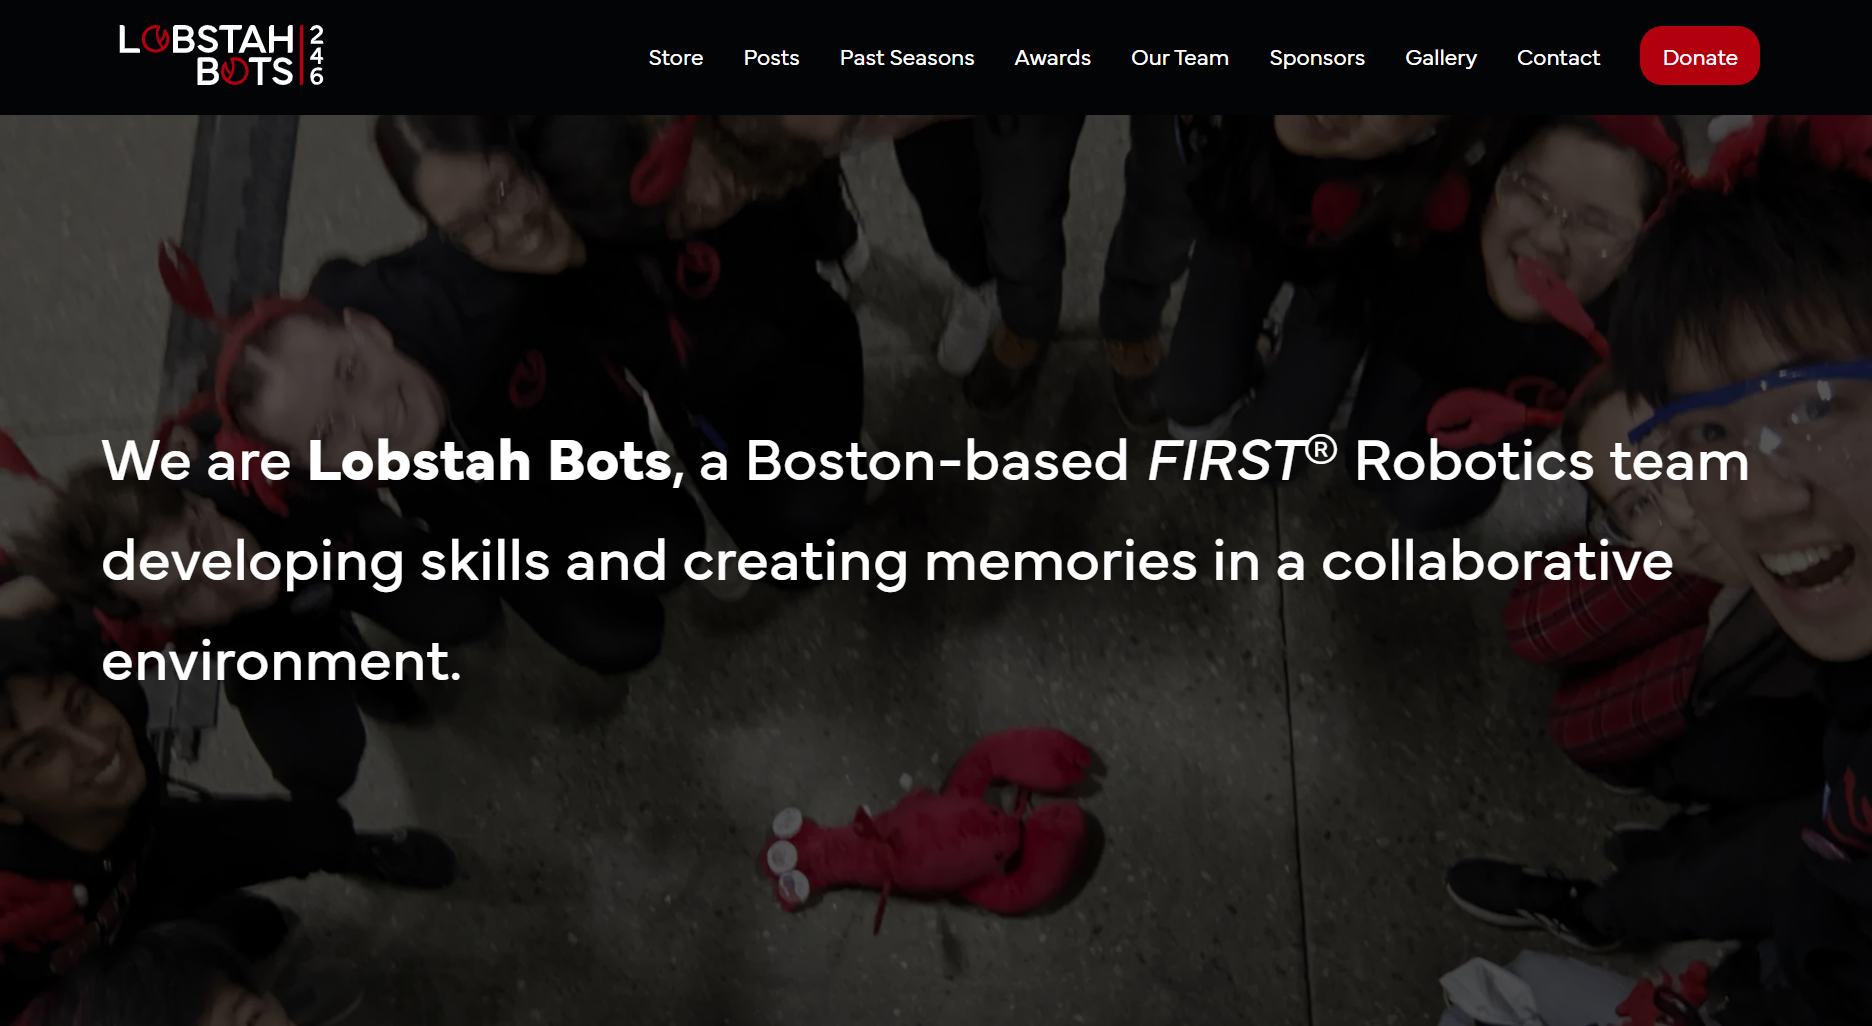 LOBSTAH
BOTS
246
Store Posts Past Seasons Awards Our Team Sponsors Gallery Contact Donate
We are Lobstah Bots, a Boston-based FIRST® Robotics team
developing skills and creating memories in a collaborative
environment.